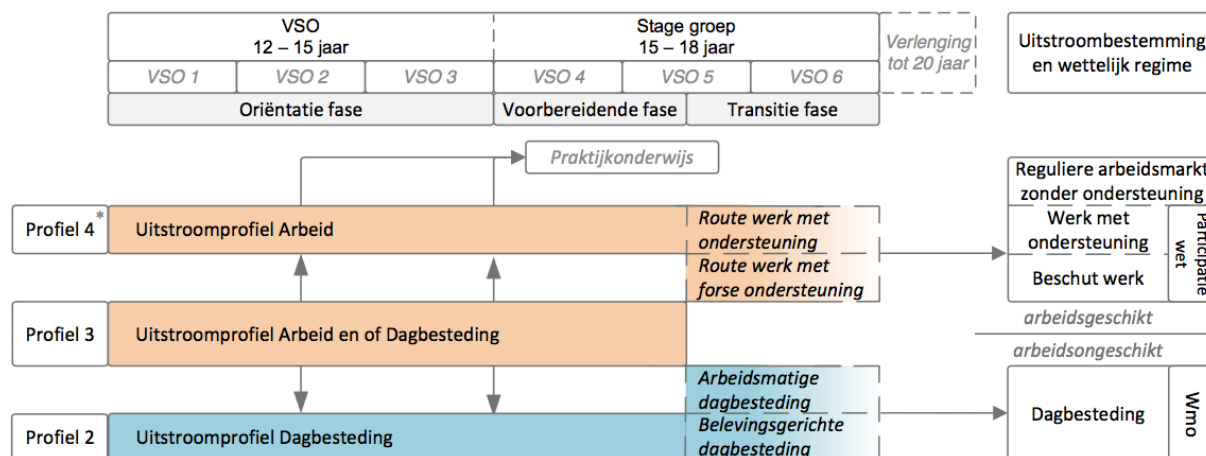 VSO
12 – 15 jaar
Stage groep
15 – 18 jaar
Verlenging
tot 20 jaar
Uitstroombestemming
en wettelijk regime
VSO 1
VSO 2
VSO 3
VSO 4
VSO 5
VSO 6
Oriëntatie fase
Voorbereidende fase
Transitie fase
Praktijkonderwijs
Profiel 4*
Uitstroomprofiel Arbeid
Route werk met
ondersteuning
Route werk met
forse ondersteuning
Reguliere arbeidsmarkt
zonder ondersteuning
Werk met
ondersteuning
Beschut werk
Participatie
wet
Profiel 3
Uitstroomprofiel Arbeid en of Dagbesteding
arbeidsgeschikt
arbeidsongeschikt
Profiel 2
Uitstroomprofiel Dagbesteding
Arbeidsmatige
dagbesteding
Belevingsgerichte
dagbesteding
Dagbesteding
Wmo